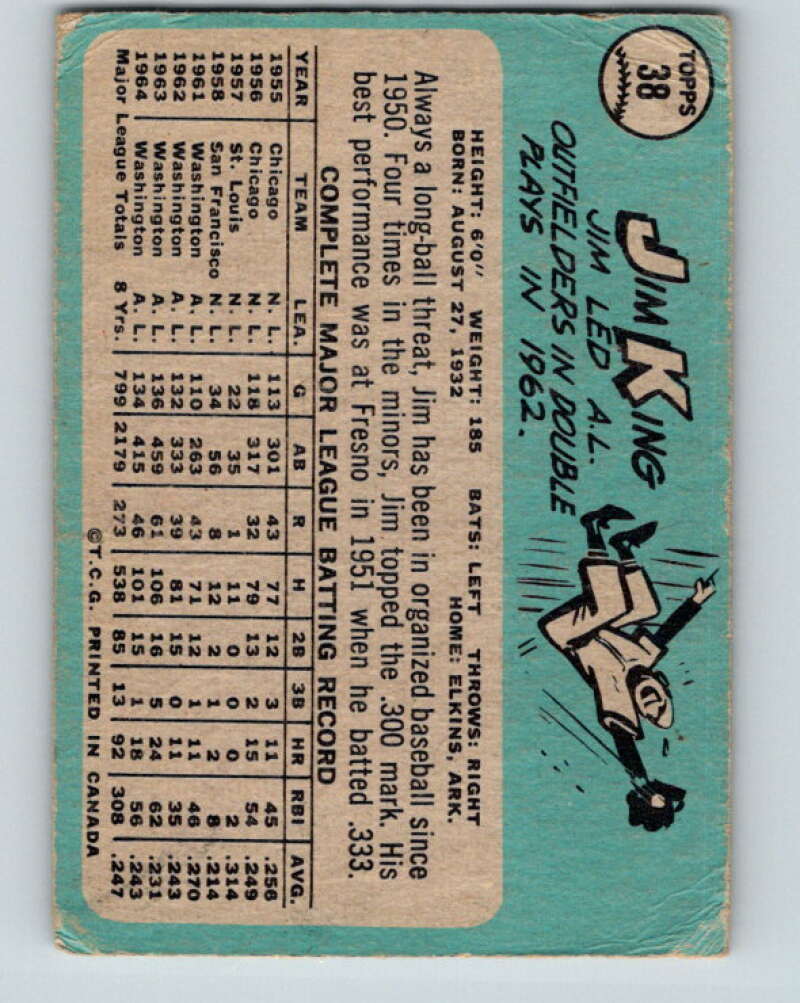 TOPPS
38
JIM KING
JIM LED A.L.
OUTFIELDERS IN DOUBLE
PLAYS IN 1962.
HEIGHT: 6'0" WEIGHT: 185 BATS: LEFT THROWS: RIGHT
BORN: AUGUST 27, 1932 HOME: ELKINS, ARK.
Always a long-ball threat, Jim has been in organized baseball since
1950. Four times in the minors, Jim topped the .300 mark. His
best performance was at Fresno in 1951 when he batted .333.
COMPLETE MAJOR LEAGUE BATTING RECORD
YEAR TEAM LEA. G AB R H 2B 3B HR RBI AVG.
1955 Chicago N. L. 113 301 43 77 12 3 11 45 .256
1956 Chicago N. L. 118 317 32 79 13 2 15 54 .249
1957 St. Louis N. L. 22 35 1 11 0 0 0 2 .314
1958 San Francisco N. L. 34 56 8 12 2 1 2 8 .214
1961 Washington A. L. 110 263 43 71 12 1 11 46 .270
1962 Washington A. L. 132 333 39 81 15 0 11 35 .243
1963 Washington A. L. 136 459 61 106 16 5 24 62 .231
1964 Washington A. L. 134 415 46 101 15 1 18 56 .243
Major League Totals 8 Yrs. 799 2179 273 538 85 13 92 308 .247
©T.C.G. PRINTED IN CANADA